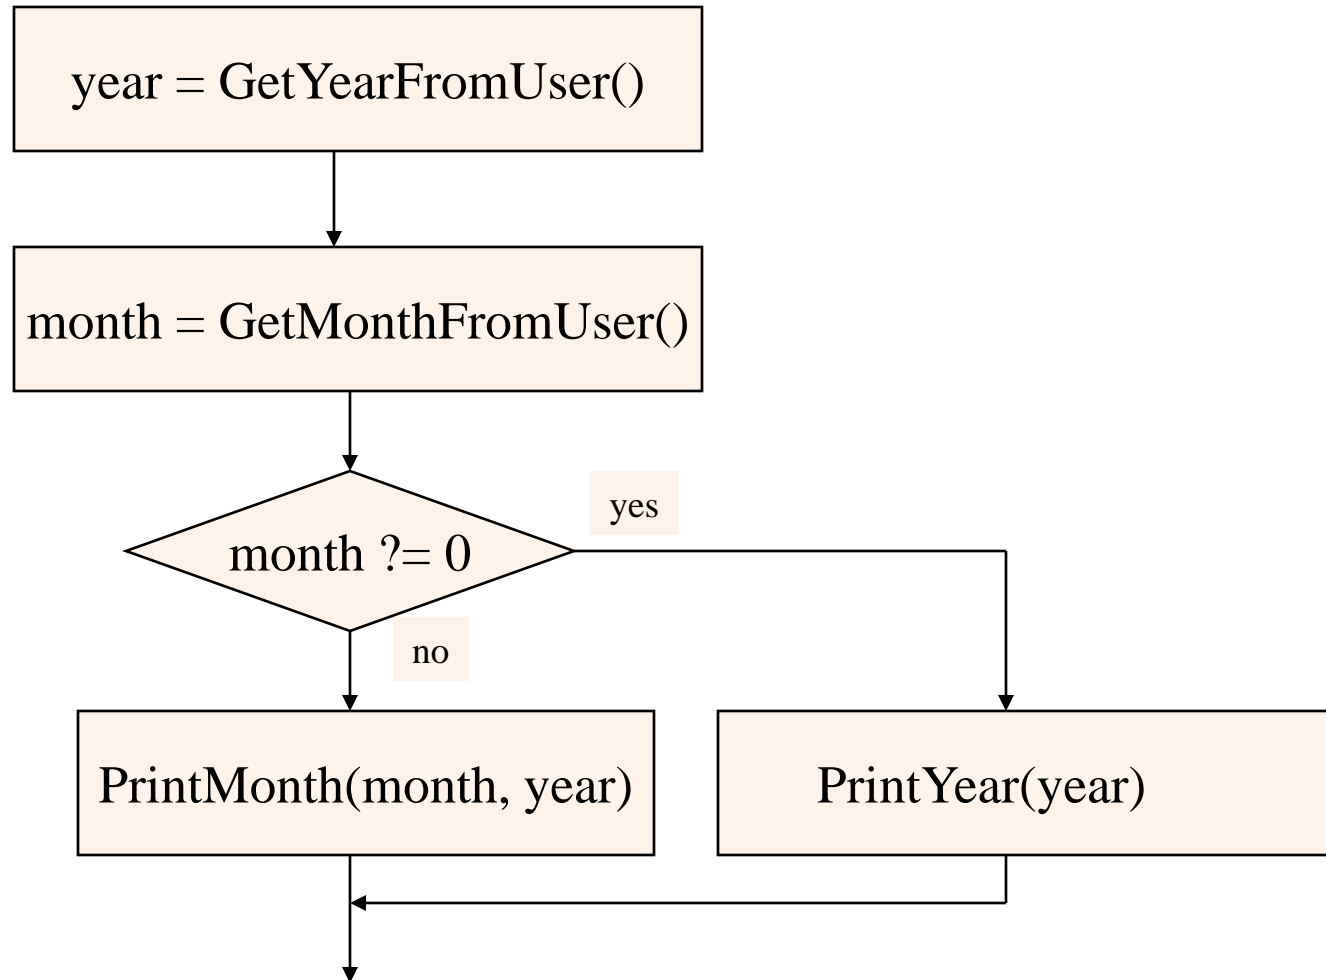 year = GetYearFromUser()
month = GetMonthFromUser()
yes
month ?= 0
no
PrintMonth(month, year)
PrintYear(year)